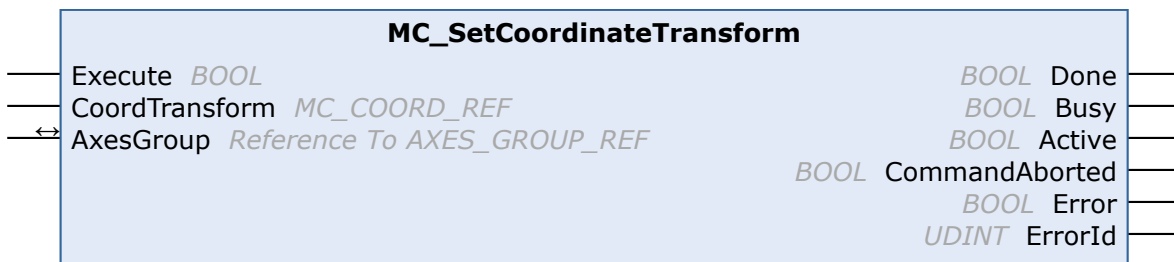 MC_SetCoordinateTransform
Execute BOOL BOOL Done
CoordTransform MC_COORD_REF BOOL Busy
AxesGroup Reference To AXES_GROUP_REF BOOL Active
BOOL CommandAborted
BOOL Error
UDINT ErrorId